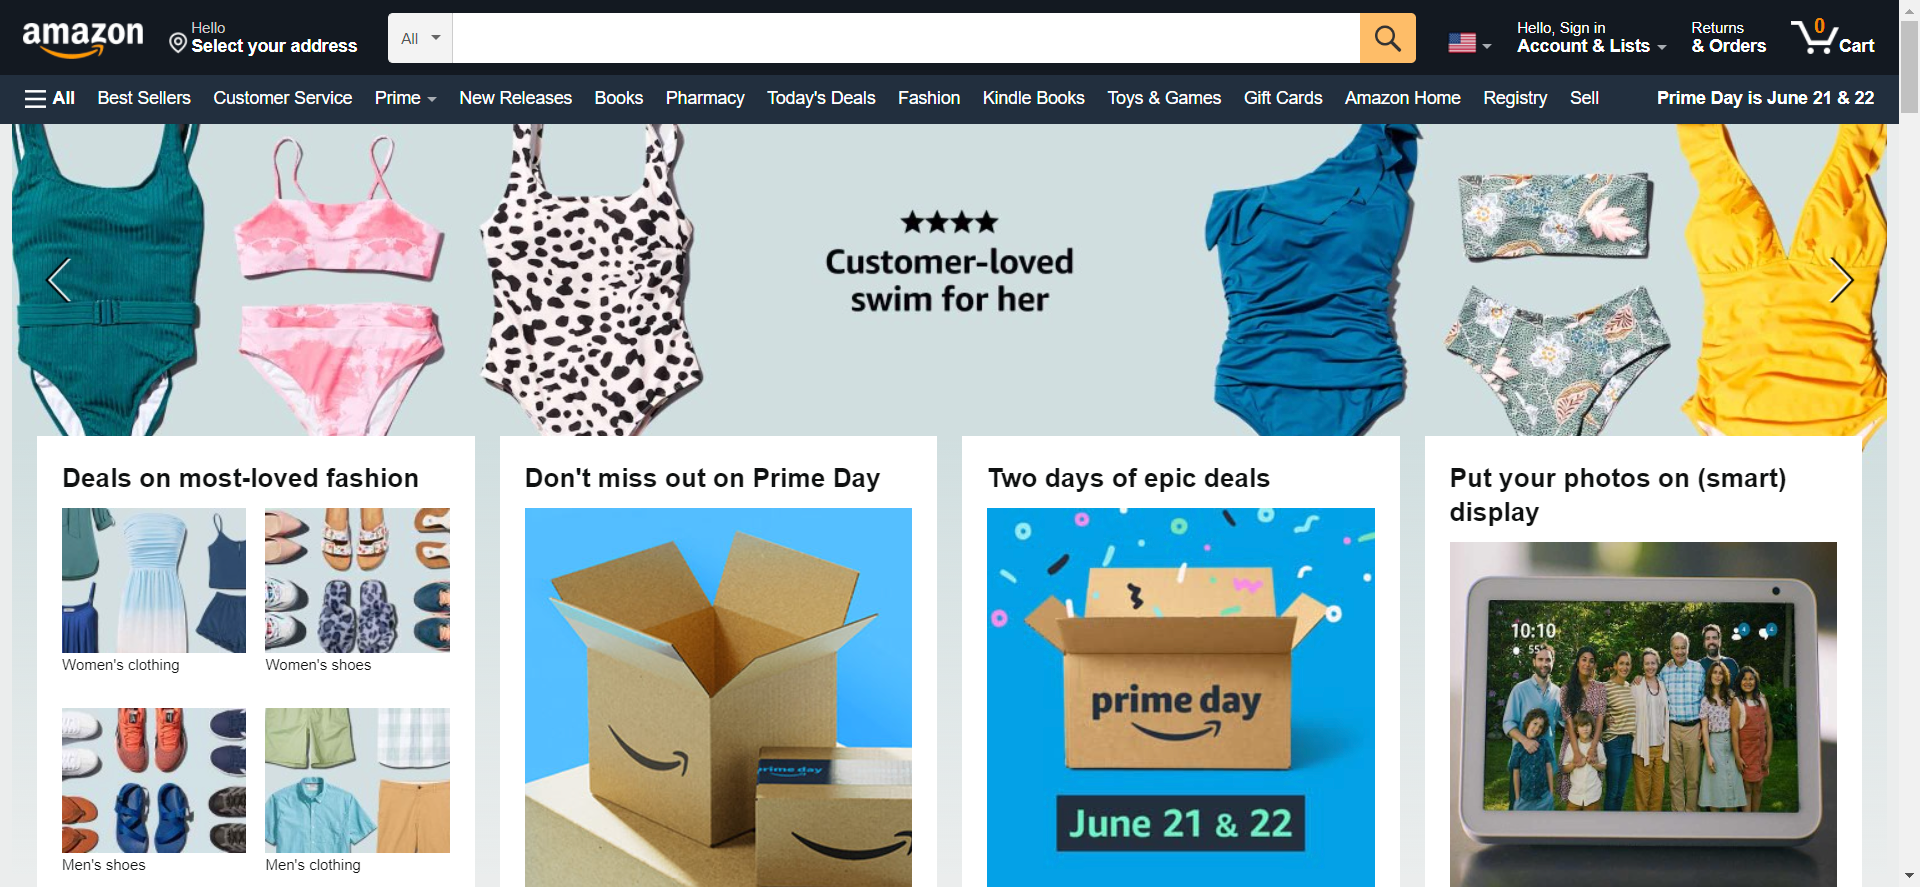 amazon
Hello
Select your address
All
Hello, Sign in
Account & Lists
Returns
& Orders
0
Cart
All
Best Sellers
Customer Service
Prime
New Releases
Books
Pharmacy
Today's Deals
Fashion
Kindle Books
Toys & Games
Gift Cards
Amazon Home
Registry
Sell
Prime Day is June 21 & 22
Customer-loved
swim for her
Deals on most-loved fashion
Women's clothing
Women's shoes
Men's shoes
Men's clothing
Don't miss out on Prime Day
prime day
Two days of epic deals
prime day
June 21 & 22
Put your photos on (smart)
display
10:10
55°